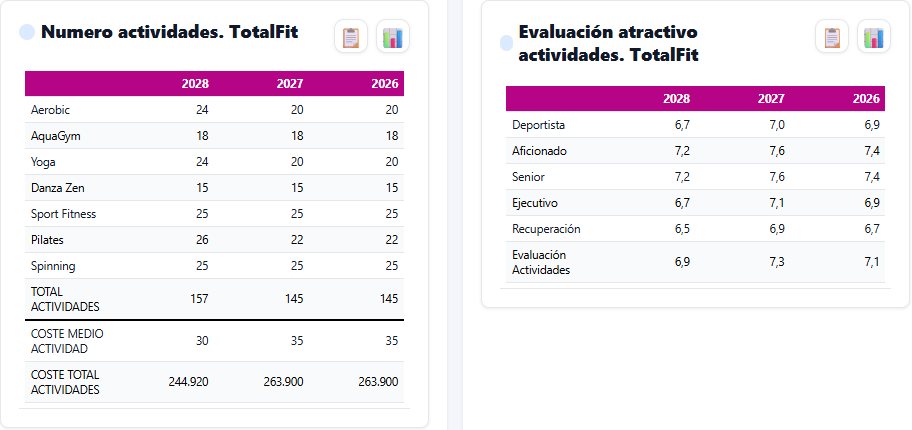 Numero actividades. TotalFit
2028 2027 2026
Aerobic 24 20 20
AquaGym 18 18 18
Yoga 24 20 20
Danza Zen 15 15 15
Sport Fitness 25 25 25
Pilates 26 22 22
Spinning 25 25 25
TOTAL
ACTIVIDADES 157 145 145
COSTE MEDIO
ACTIVIDAD 30 35 35
COSTE TOTAL
ACTIVIDADES 244.920 263.900 263.900
Evaluación atractivo
actividades. TotalFit
2028 2027 2026
Deportista 6,7 7,0 6,9
Aficionado 7,2 7,6 7,4
Senior 7,2 7,6 7,4
Ejecutivo 6,7 7,1 6,9
Recuperación 6,5 6,9 6,7
Evaluación
Actividades 6,9 7,3 7,1